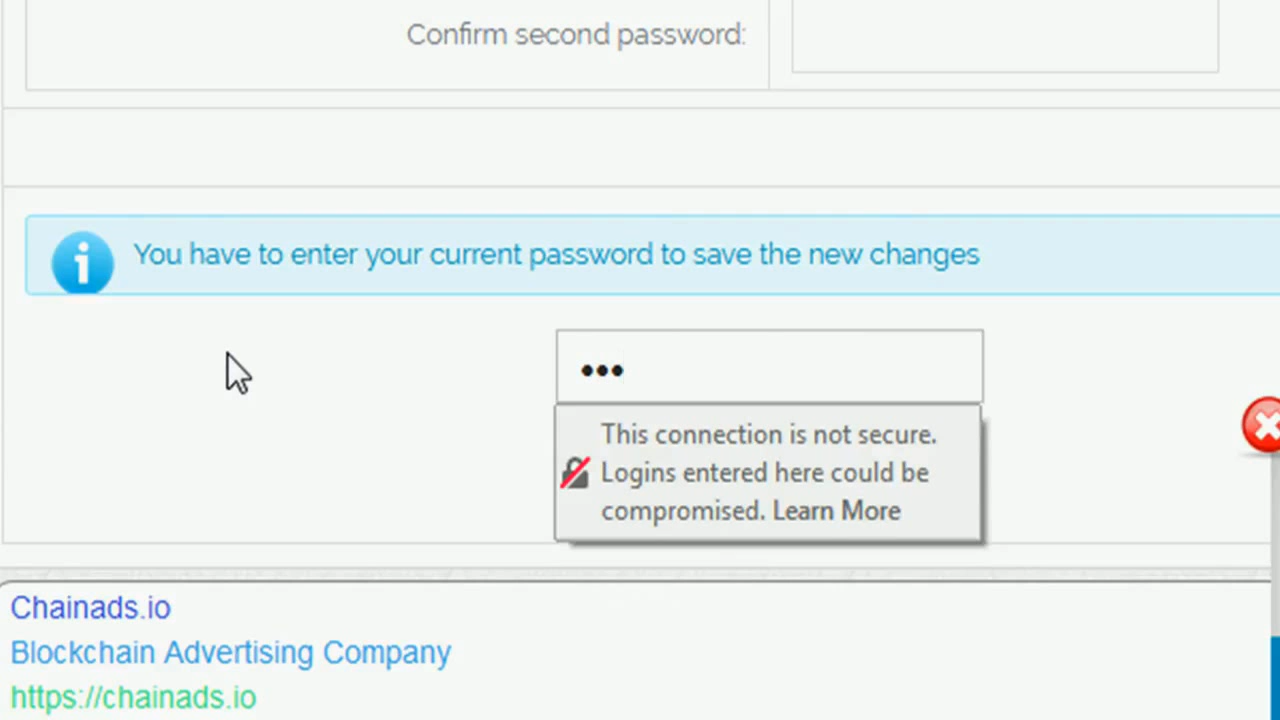 Confirm second password:
You have to enter your current password to save the new changes
•••
This connection is not secure.
Logins entered here could be
compromised. Learn More
Chainads.io
Blockchain Advertising Company
https://chainads.io